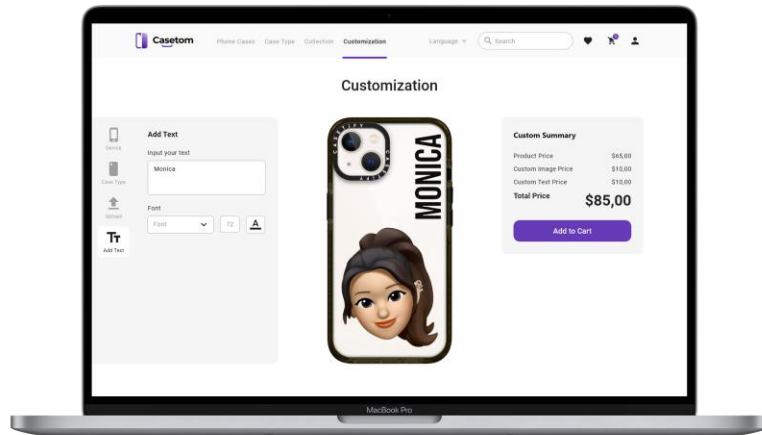 Casetom
Phone Cases Case Type Collection Customization Language Search
Customization
Device
Case Type
Upload
Add Text
Add Text
Input your text
Monica
Font
Font 72 A
CASETIFY
CASETIFY
MONICA
Custom Summary
Product Price $65,00
Custom Image Price $10,00
Custom Text Price $10,00
Total Price $85,00
Add to Cart
MacBook Pro